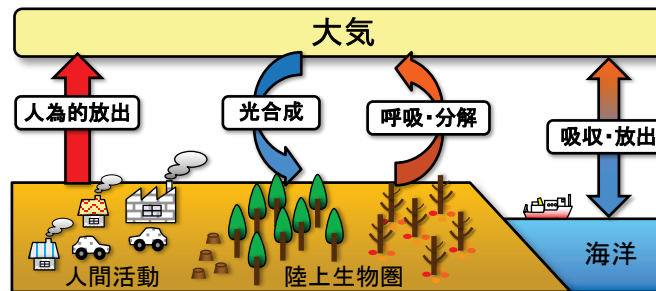 大気
人為的放出
光合成
呼吸・分解
吸収・放出
人間活動
陸上生物圏
海洋